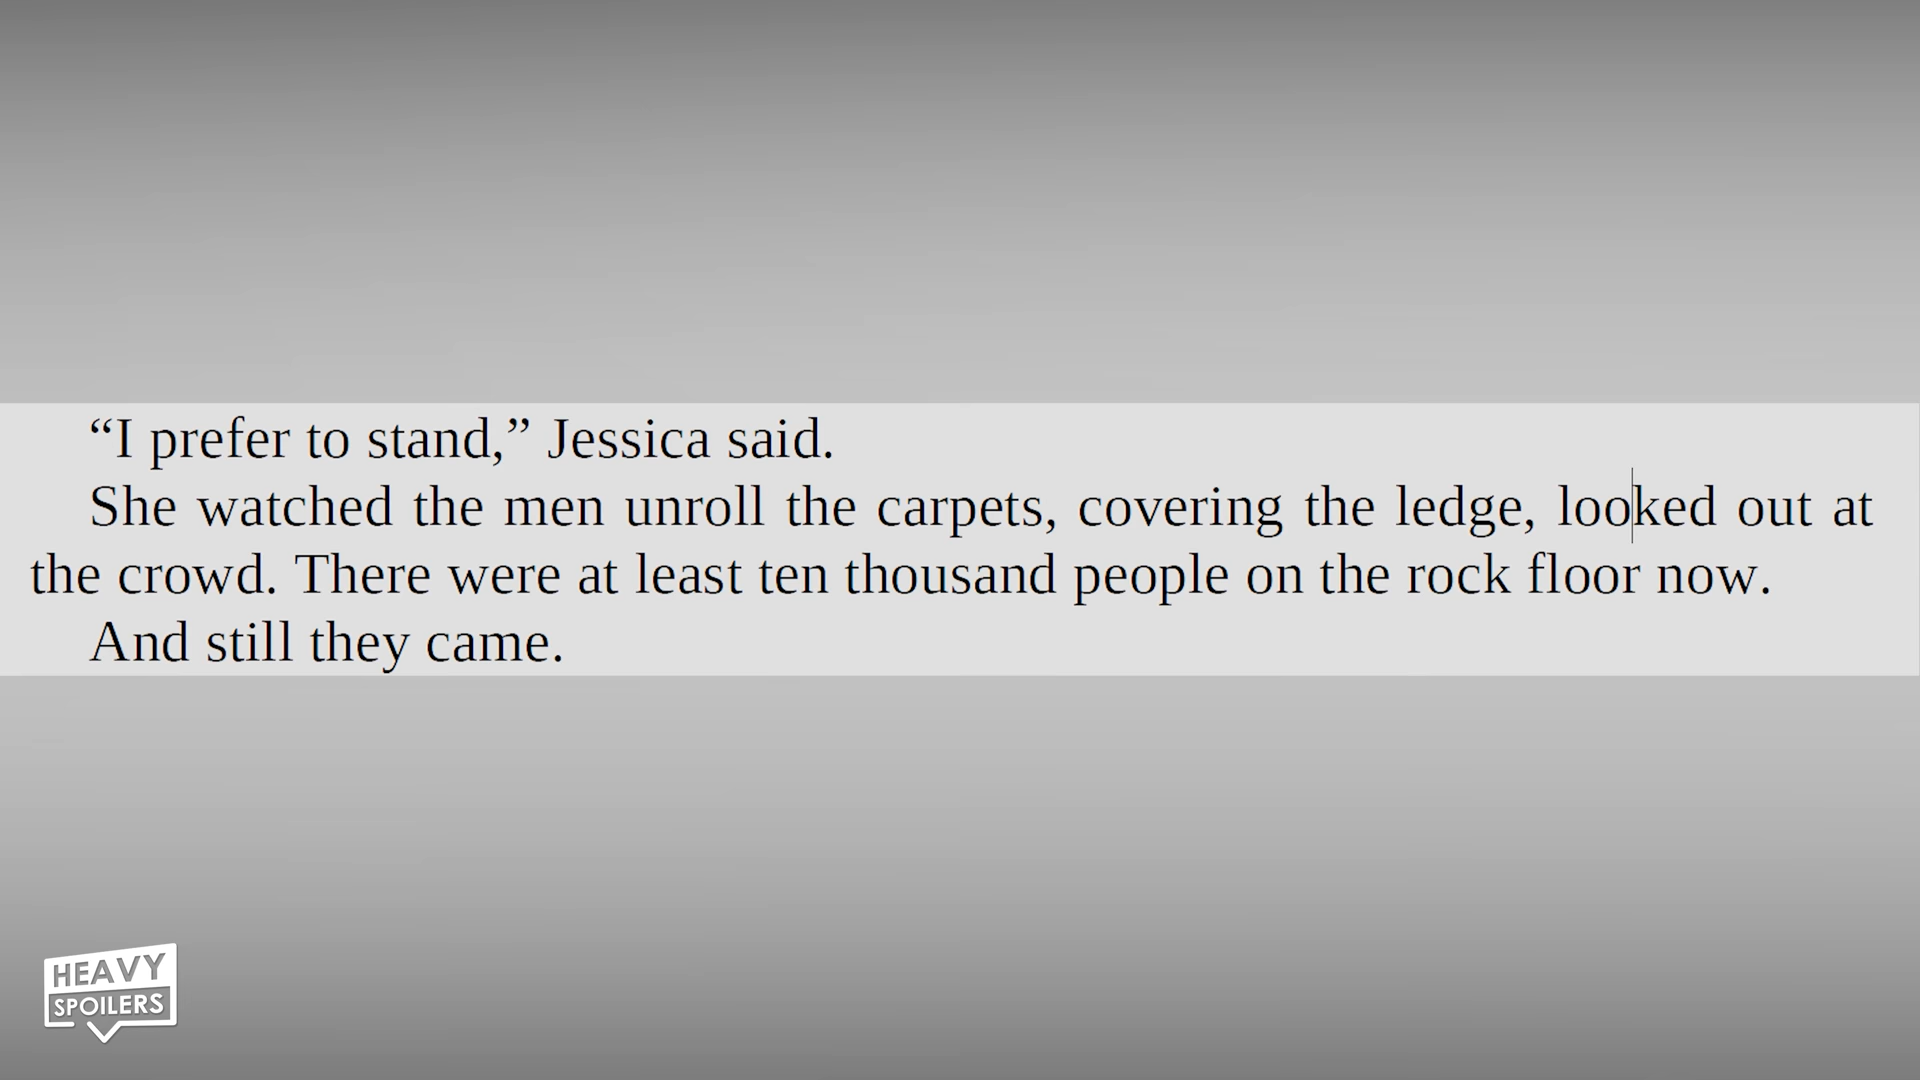 “I prefer to stand,” Jessica said.
She watched the men unroll the carpets, covering the ledge, looked out at
the crowd. There were at least ten thousand people on the rock floor now.
And still they came.
HEAVY
SPOILERS